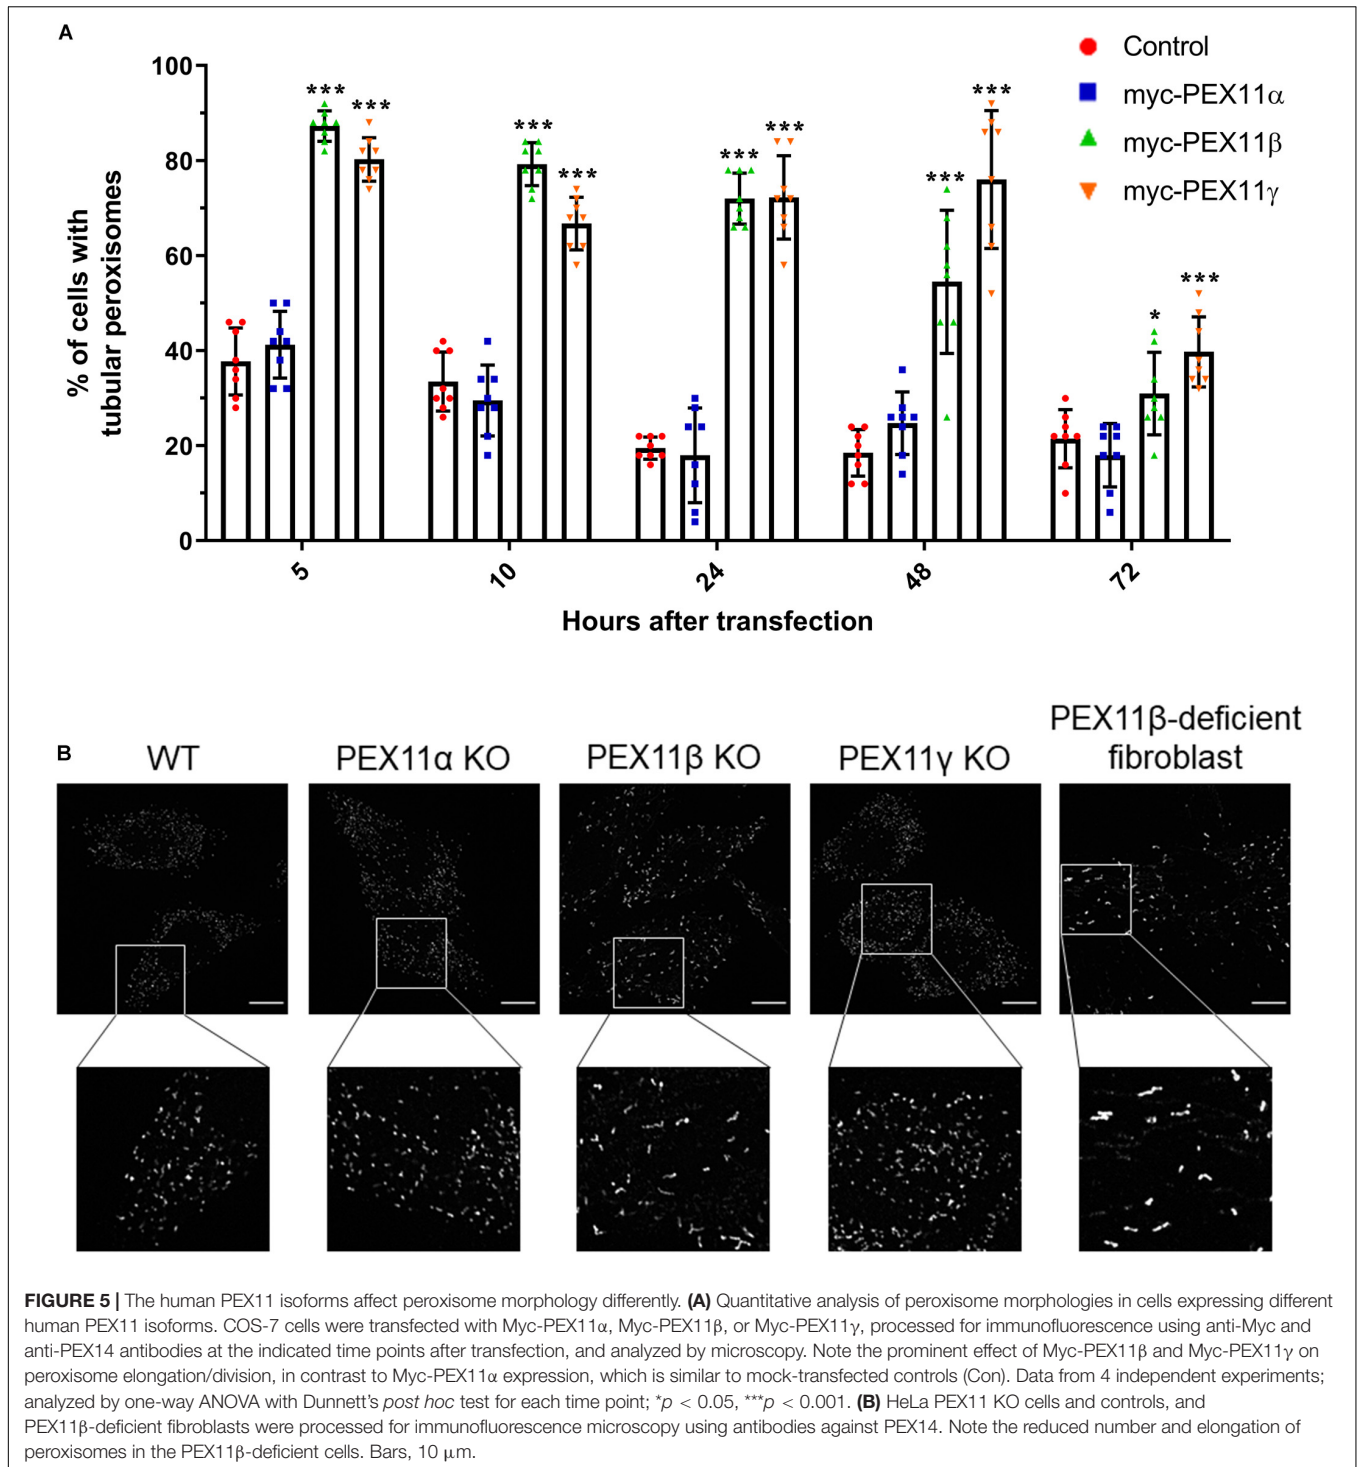 A
Control
myc-PEX11α
myc-PEX11β
myc-PEX11γ
% of cells with
tubular peroxisomes
100
80
60
40
20
0
*** ***
*** ***
*** ***
*** ***
* ***
5 10 24 48 72
Hours after transfection
B
WT
PEX11α KO
PEX11β KO
PEX11γ KO
PEX11β-deficient
fibroblast
FIGURE 5 | The human PEX11 isoforms affect peroxisome morphology differently. (A) Quantitative analysis of peroxisome morphologies in cells expressing different
human PEX11 isoforms. COS-7 cells were transfected with Myc-PEX11α, Myc-PEX11β, or Myc-PEX11γ, processed for immunofluorescence using anti-Myc and
anti-PEX14 antibodies at the indicated time points after transfection, and analyzed by microscopy. Note the prominent effect of Myc-PEX11β and Myc-PEX11γ on
peroxisome elongation/division, in contrast to Myc-PEX11α expression, which is similar to mock-transfected controls (Con). Data from 4 independent experiments;
analyzed by one-way ANOVA with Dunnett's post hoc test for each time point; *p < 0.05, ***p < 0.001. (B) HeLa PEX11 KO cells and controls, and
PEX11β-deficient fibroblasts were processed for immunofluorescence microscopy using antibodies against PEX14. Note the reduced number and elongation of
peroxisomes in the PEX11β-deficient cells. Bars, 10 μm.